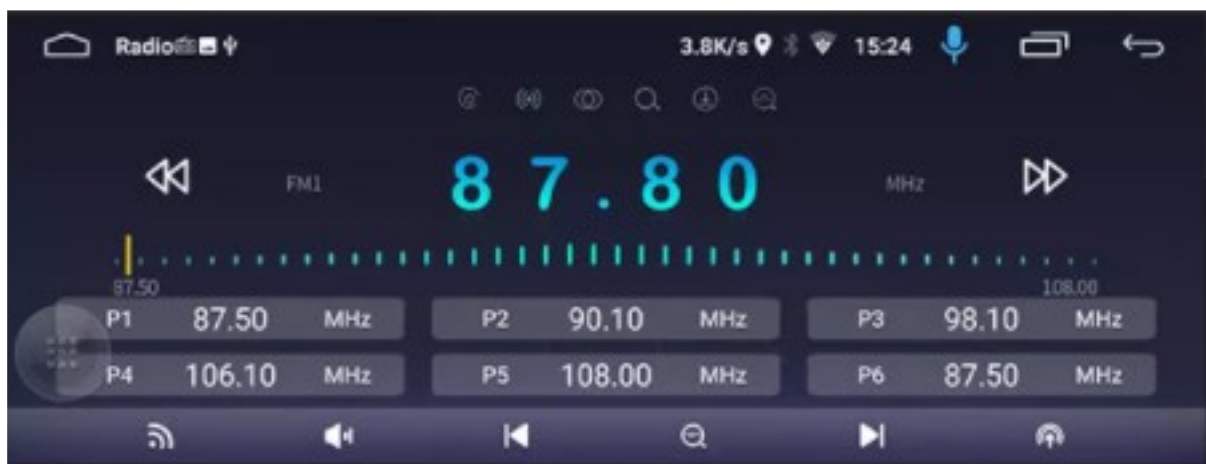 Radio 3.8K/s 15:24
FM1 87.80 MHz
87.50 108.00
P1 87.50 MHz P2 90.10 MHz P3 98.10 MHz
P4 106.10 MHz P5 108.00 MHz P6 87.50 MHz